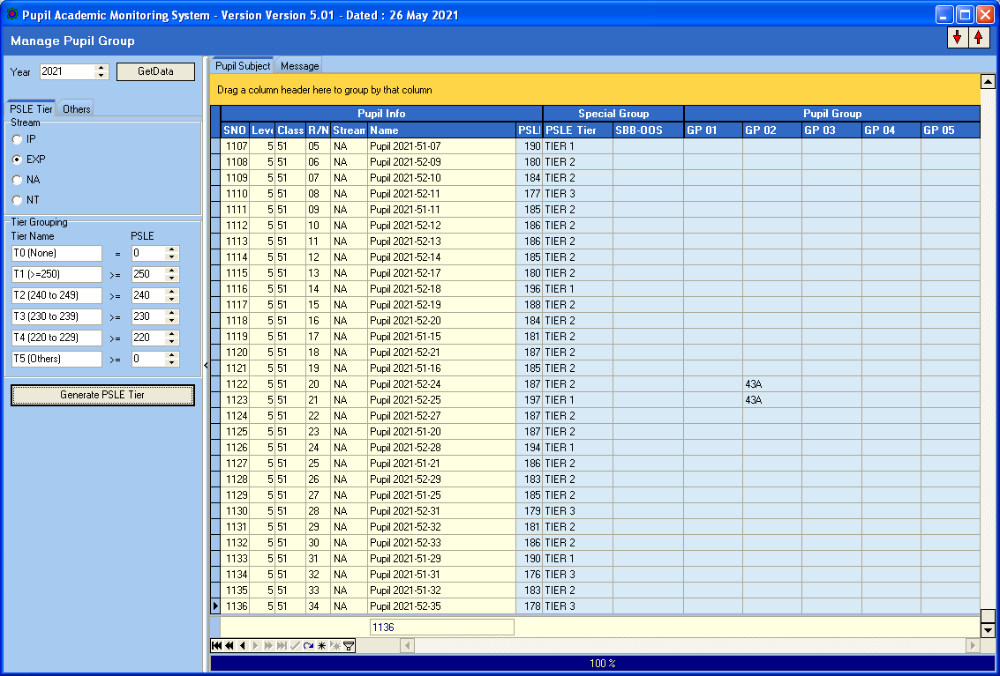 Pupil Academic Monitoring System - Version Version 5.01 - Dated : 26 May 2021
Manage Pupil Group
Year 2021 GetData
PSLE Tier Others
Stream
IP
EXP
NA
NT
Tier Grouping
Tier Name PSLE
T0 (None) = 0
T1 (>=250) >= 250
T2 (240 to 249) >= 240
T3 (230 to 239) >= 230
T4 (220 to 229) >= 220
T5 (Others) >= 0
Generate PSLE Tier
Pupil Subject Message
Drag a column header here to group by that column
Pupil Info Special Group Pupil Group
SNO Leve Class R/N Stream Name PSLI PSLE Tier SBB-OOS GP 01 GP 02 GP 03 GP 04 GP 05
1107 5 51 05 NA Pupil 2021-51-07 190 TIER 1
1108 5 51 06 NA Pupil 2021-52-09 180 TIER 2
1109 5 51 07 NA Pupil 2021-52-10 184 TIER 2
1110 5 51 08 NA Pupil 2021-52-11 177 TIER 3
1111 5 51 09 NA Pupil 2021-51-11 185 TIER 2
1112 5 51 10 NA Pupil 2021-52-12 186 TIER 2
1113 5 51 11 NA Pupil 2021-52-13 186 TIER 2
1114 5 51 12 NA Pupil 2021-52-14 185 TIER 2
1115 5 51 13 NA Pupil 2021-52-17 180 TIER 2
1116 5 51 14 NA Pupil 2021-52-18 196 TIER 1
1117 5 51 15 NA Pupil 2021-52-19 188 TIER 2
1118 5 51 16 NA Pupil 2021-52-20 184 TIER 2
1119 5 51 17 NA Pupil 2021-51-15 181 TIER 2
1120 5 51 18 NA Pupil 2021-52-21 187 TIER 2
1121 5 51 19 NA Pupil 2021-51-16 185 TIER 2
1122 5 51 20 NA Pupil 2021-52-24 187 TIER 2 43A
1123 5 51 21 NA Pupil 2021-52-25 197 TIER 1 43A
1124 5 51 22 NA Pupil 2021-52-27 187 TIER 2
1125 5 51 23 NA Pupil 2021-51-20 187 TIER 2
1126 5 51 24 NA Pupil 2021-52-28 194 TIER 1
1127 5 51 25 NA Pupil 2021-51-21 186 TIER 2
1128 5 51 26 NA Pupil 2021-52-29 183 TIER 2
1129 5 51 27 NA Pupil 2021-51-25 185 TIER 2
1130 5 51 28 NA Pupil 2021-52-31 179 TIER 3
1131 5 51 29 NA Pupil 2021-52-32 181 TIER 2
1132 5 51 30 NA Pupil 2021-52-33 186 TIER 2
1133 5 51 31 NA Pupil 2021-51-29 190 TIER 1
1134 5 51 32 NA Pupil 2021-51-31 176 TIER 3
1135 5 51 33 NA Pupil 2021-51-32 183 TIER 2
1136 5 51 34 NA Pupil 2021-52-35 178 TIER 3
1136
100 %